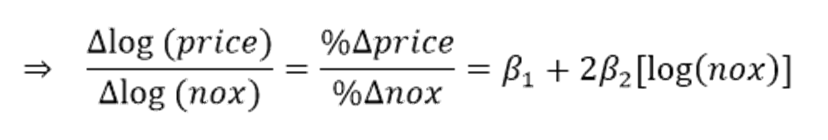 ⇒ Δlog (price) / Δlog (nox) = %Δprice / %Δnox = β₁ + 2β₂[log(nox)]